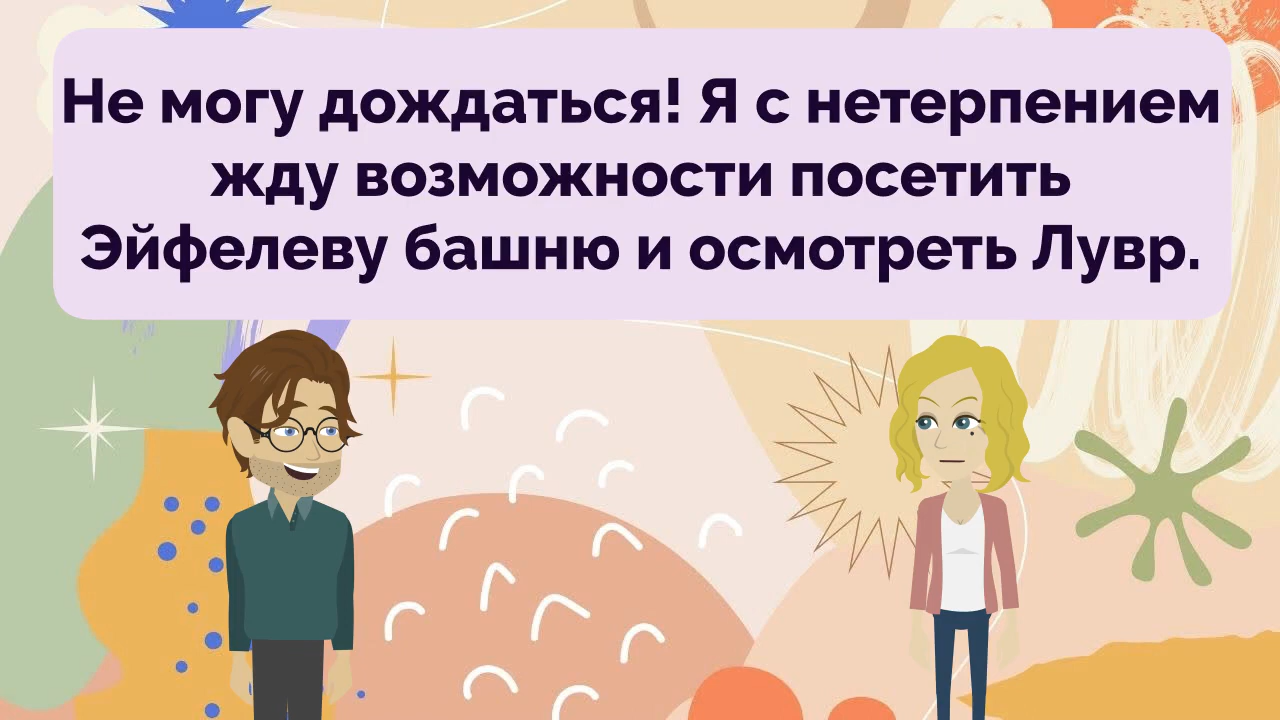 Не могу дождаться! Я с нетерпением
жду возможности посетить
Эйфелеву башню и осмотреть Лувр.